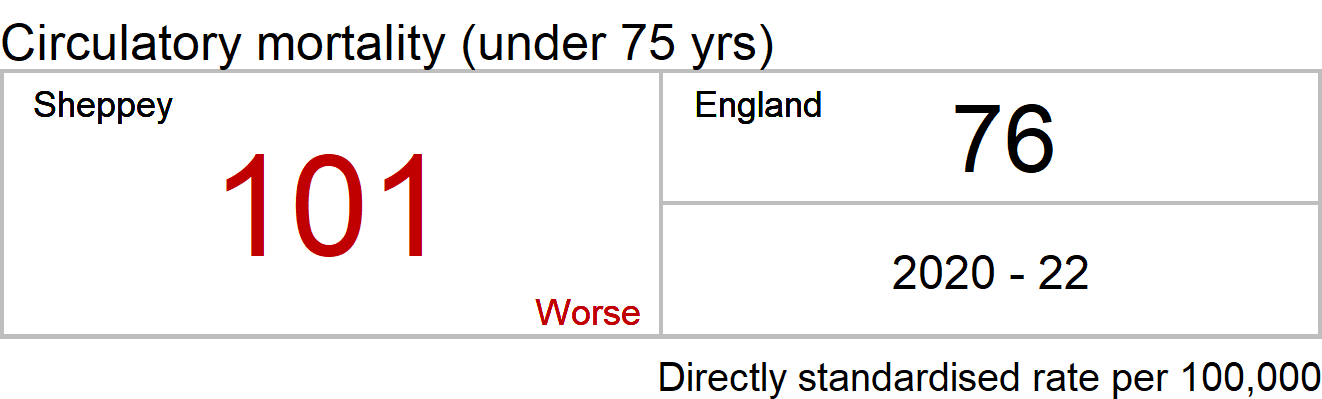 Circulatory mortality (under 75 yrs)
Sheppey
101
Worse
England
76
2020 - 22
Directly standardised rate per 100,000